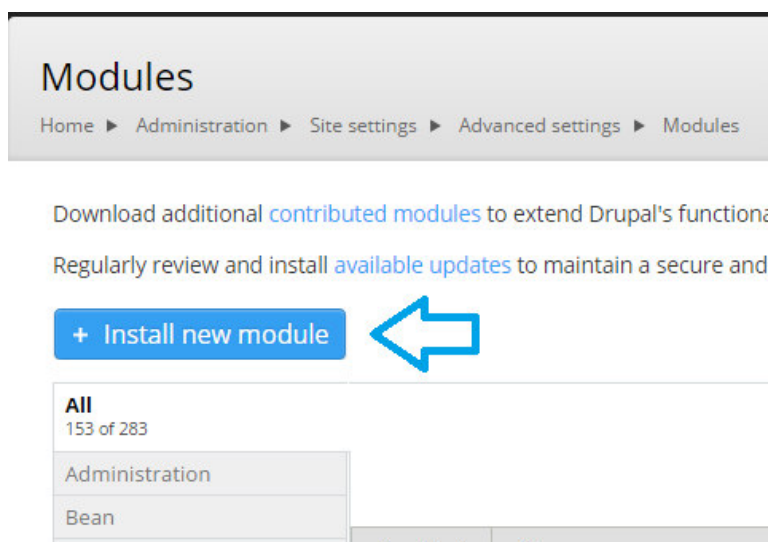 Modules
Home ▶ Administration ▶ Site settings ▶ Advanced settings ▶ Modules
Download additional contributed modules to extend Drupal's
Regularly review and install available updates to maintain a secure and
+ Install new module
All
153 of 283
Administration
Bean